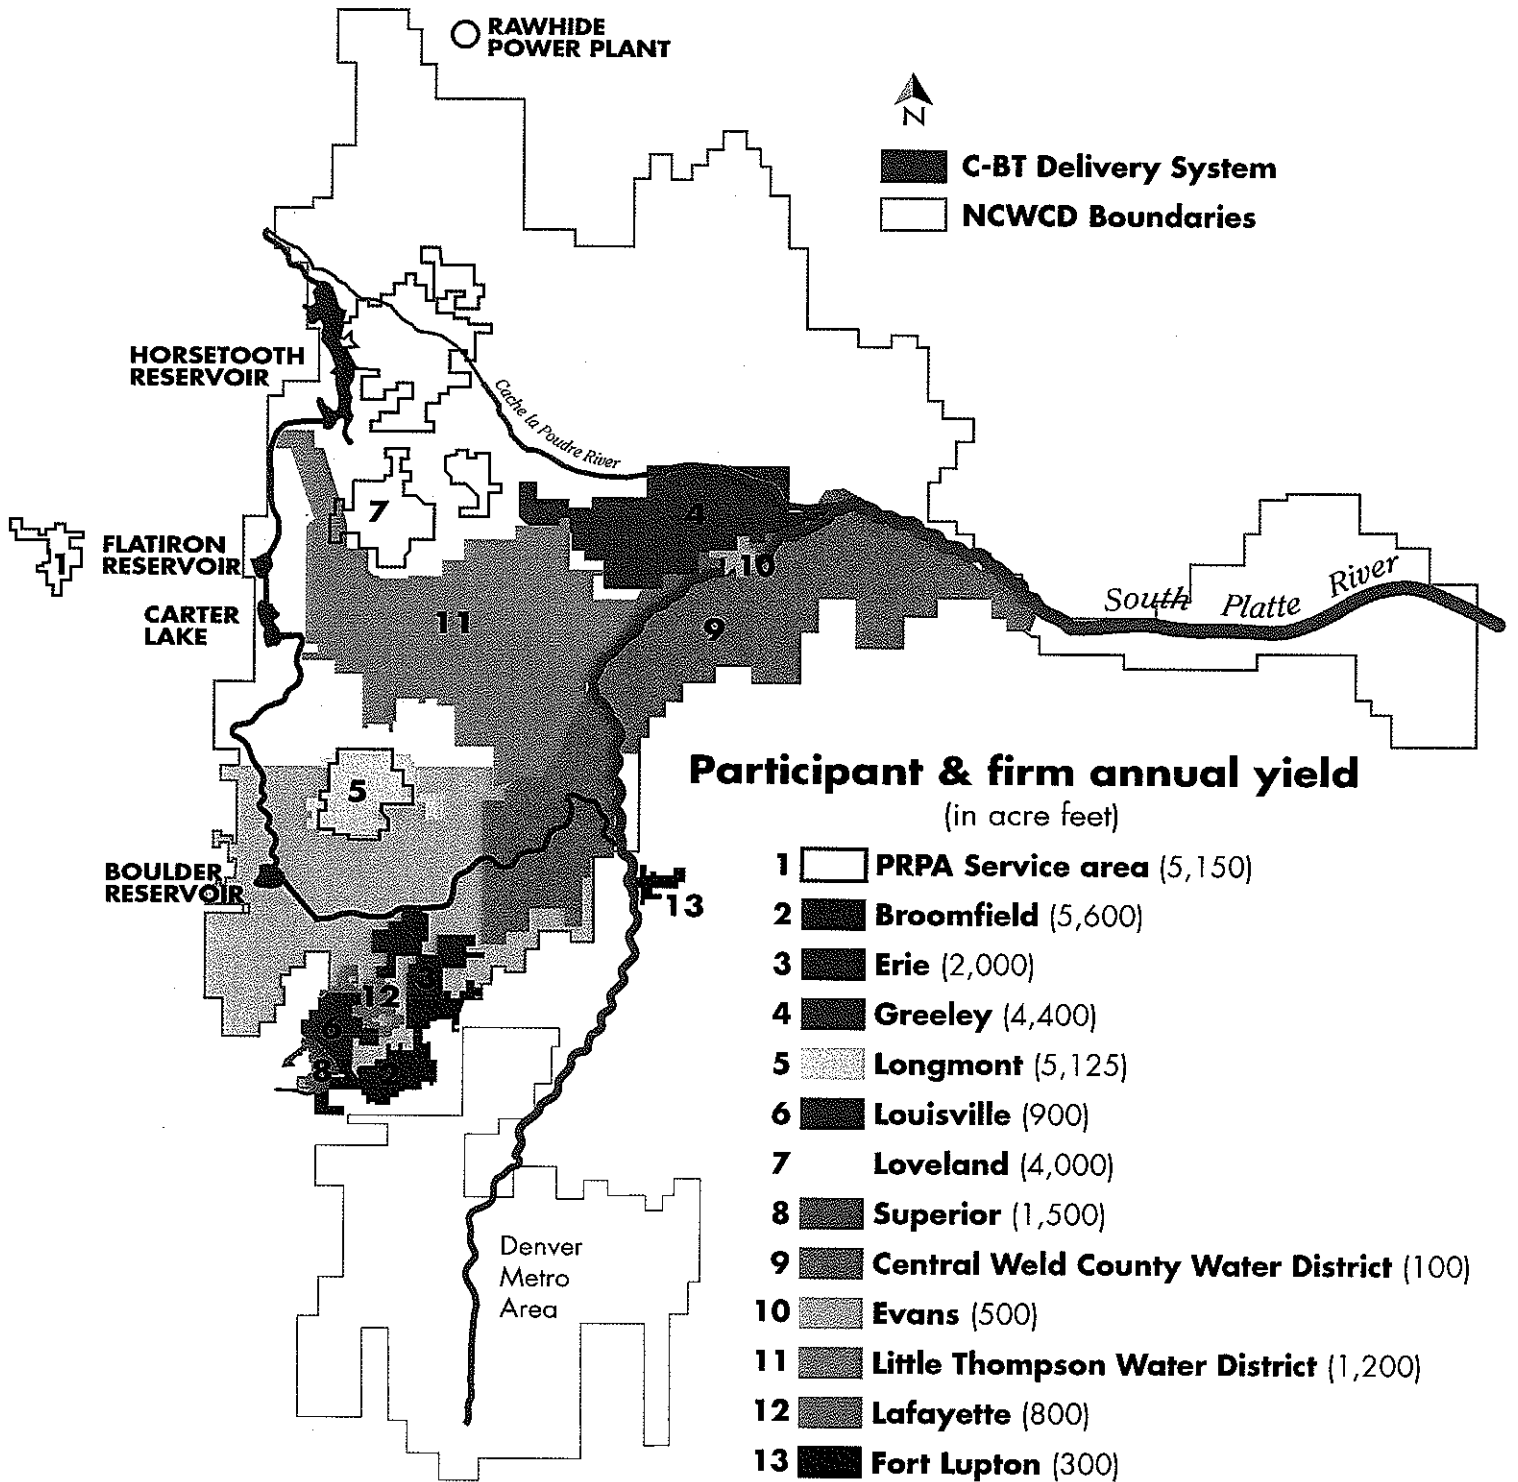 RAWHIDE
POWER PLANT
N
C-BT Delivery System
NCWCD Boundaries
HORSETOOTH
RESERVOIR
Cache la Poudre River
7
4
1
FLATIRON
RESERVOIR
10
CARTER
LAKE
11
9
South Platte River
5
BOULDER
RESERVOIR
13
3
12
6
8
2
Denver
Metro
Area
Participant & firm annual yield
(in acre feet)
1 PRPA Service area (5,150)
2 Broomfield (5,600)
3 Erie (2,000)
4 Greeley (4,400)
5 Longmont (5,125)
6 Louisville (900)
7 Loveland (4,000)
8 Superior (1,500)
9 Central Weld County Water District (100)
10 Evans (500)
11 Little Thompson Water District (1,200)
12 Lafayette (800)
13 Fort Lupton (300)